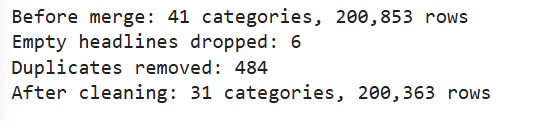 Before merge: 41 categories, 200,853 rows
Empty headlines dropped: 6
Duplicates removed: 484
After cleaning: 31 categories, 200,363 rows